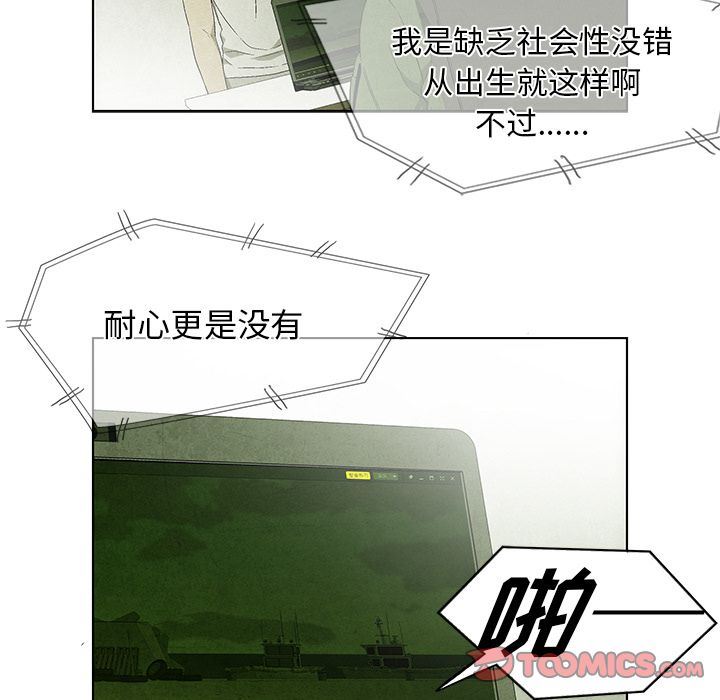 我是缺乏社会性没错
从出生就这样啊
不过......
耐心更是没有
啪——
TOOMICS.COM